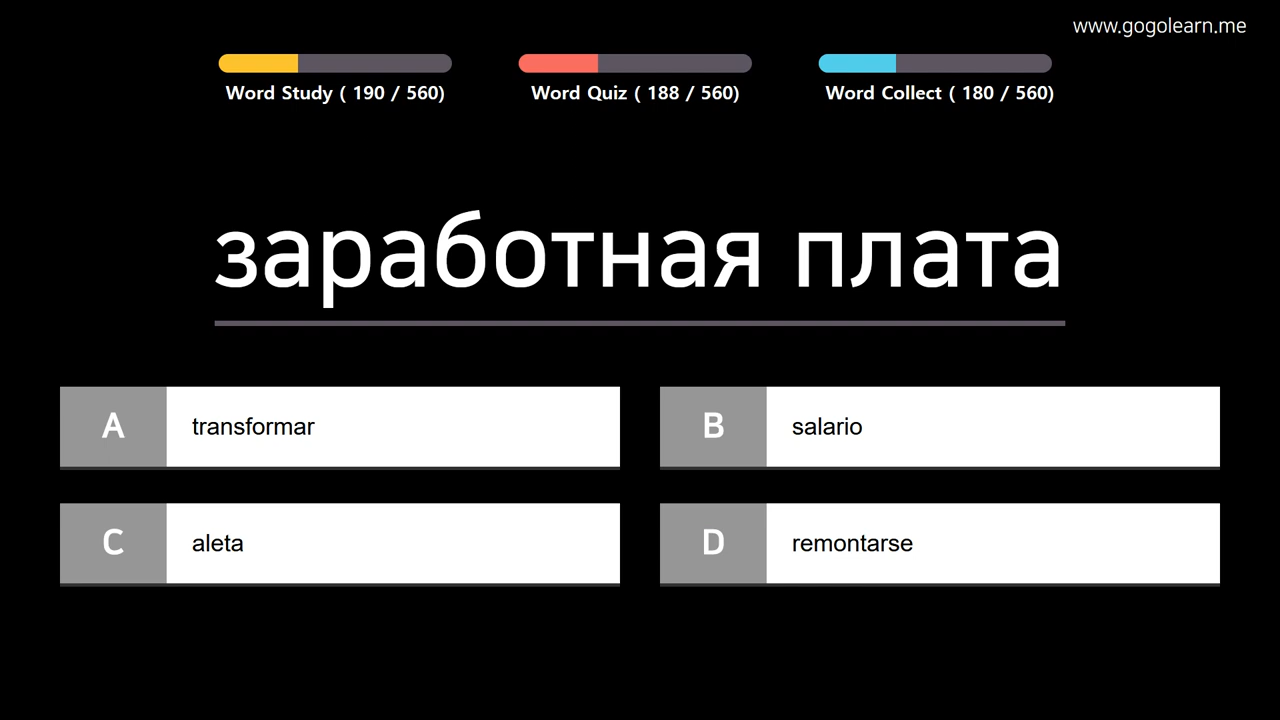 www.gogolearn.me
Word Study ( 190 / 560)
Word Quiz ( 188 / 560)
Word Collect ( 180 / 560)
заработная плата
A transformar
B salario
C aleta
D remontarse